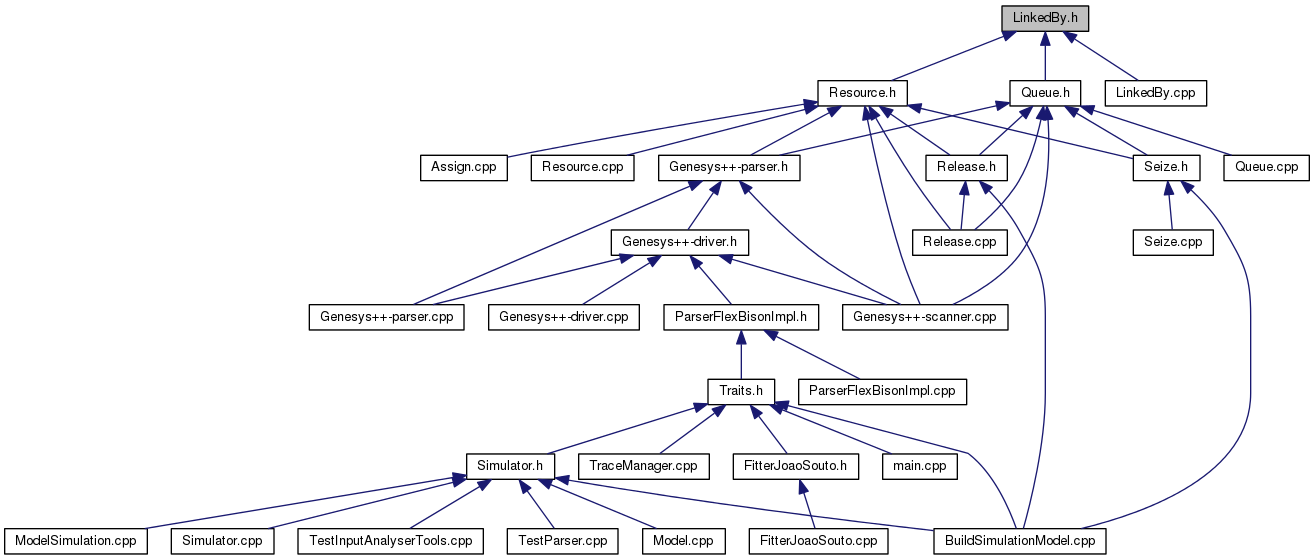 LinkedBy.h
Resource.h
Queue.h
LinkedBy.cpp
Assign.cpp
Resource.cpp
Genesys++-parser.h
Release.h
Seize.h
Queue.cpp
Genesys++-driver.h
Release.cpp
Seize.cpp
Genesys++-parser.cpp
Genesys++-driver.cpp
ParserFlexBisonImpl.h
Genesys++-scanner.cpp
Traits.h
ParserFlexBisonImpl.cpp
Simulator.h
TraceManager.cpp
FitterJoaoSouto.h
main.cpp
ModelSimulation.cpp
Simulator.cpp
TestInputAnalyserTools.cpp
TestParser.cpp
Model.cpp
FitterJoaoSouto.cpp
BuildSimulationModel.cpp